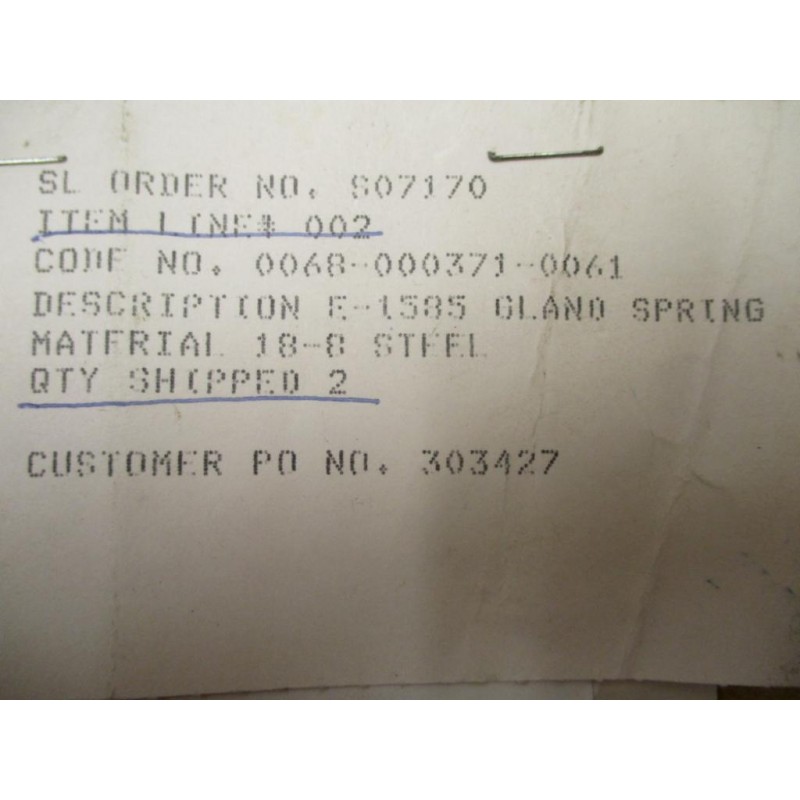 SL ORDER NO. S07170
ITEM LINE# 002
CODE NO. 0068-000371-0061
DESCRIPTION E-1585 GLAND SPRING
MATERIAL 18-8 STEEL
QTY SHIPPED 2
CUSTOMER PO NO. 303427